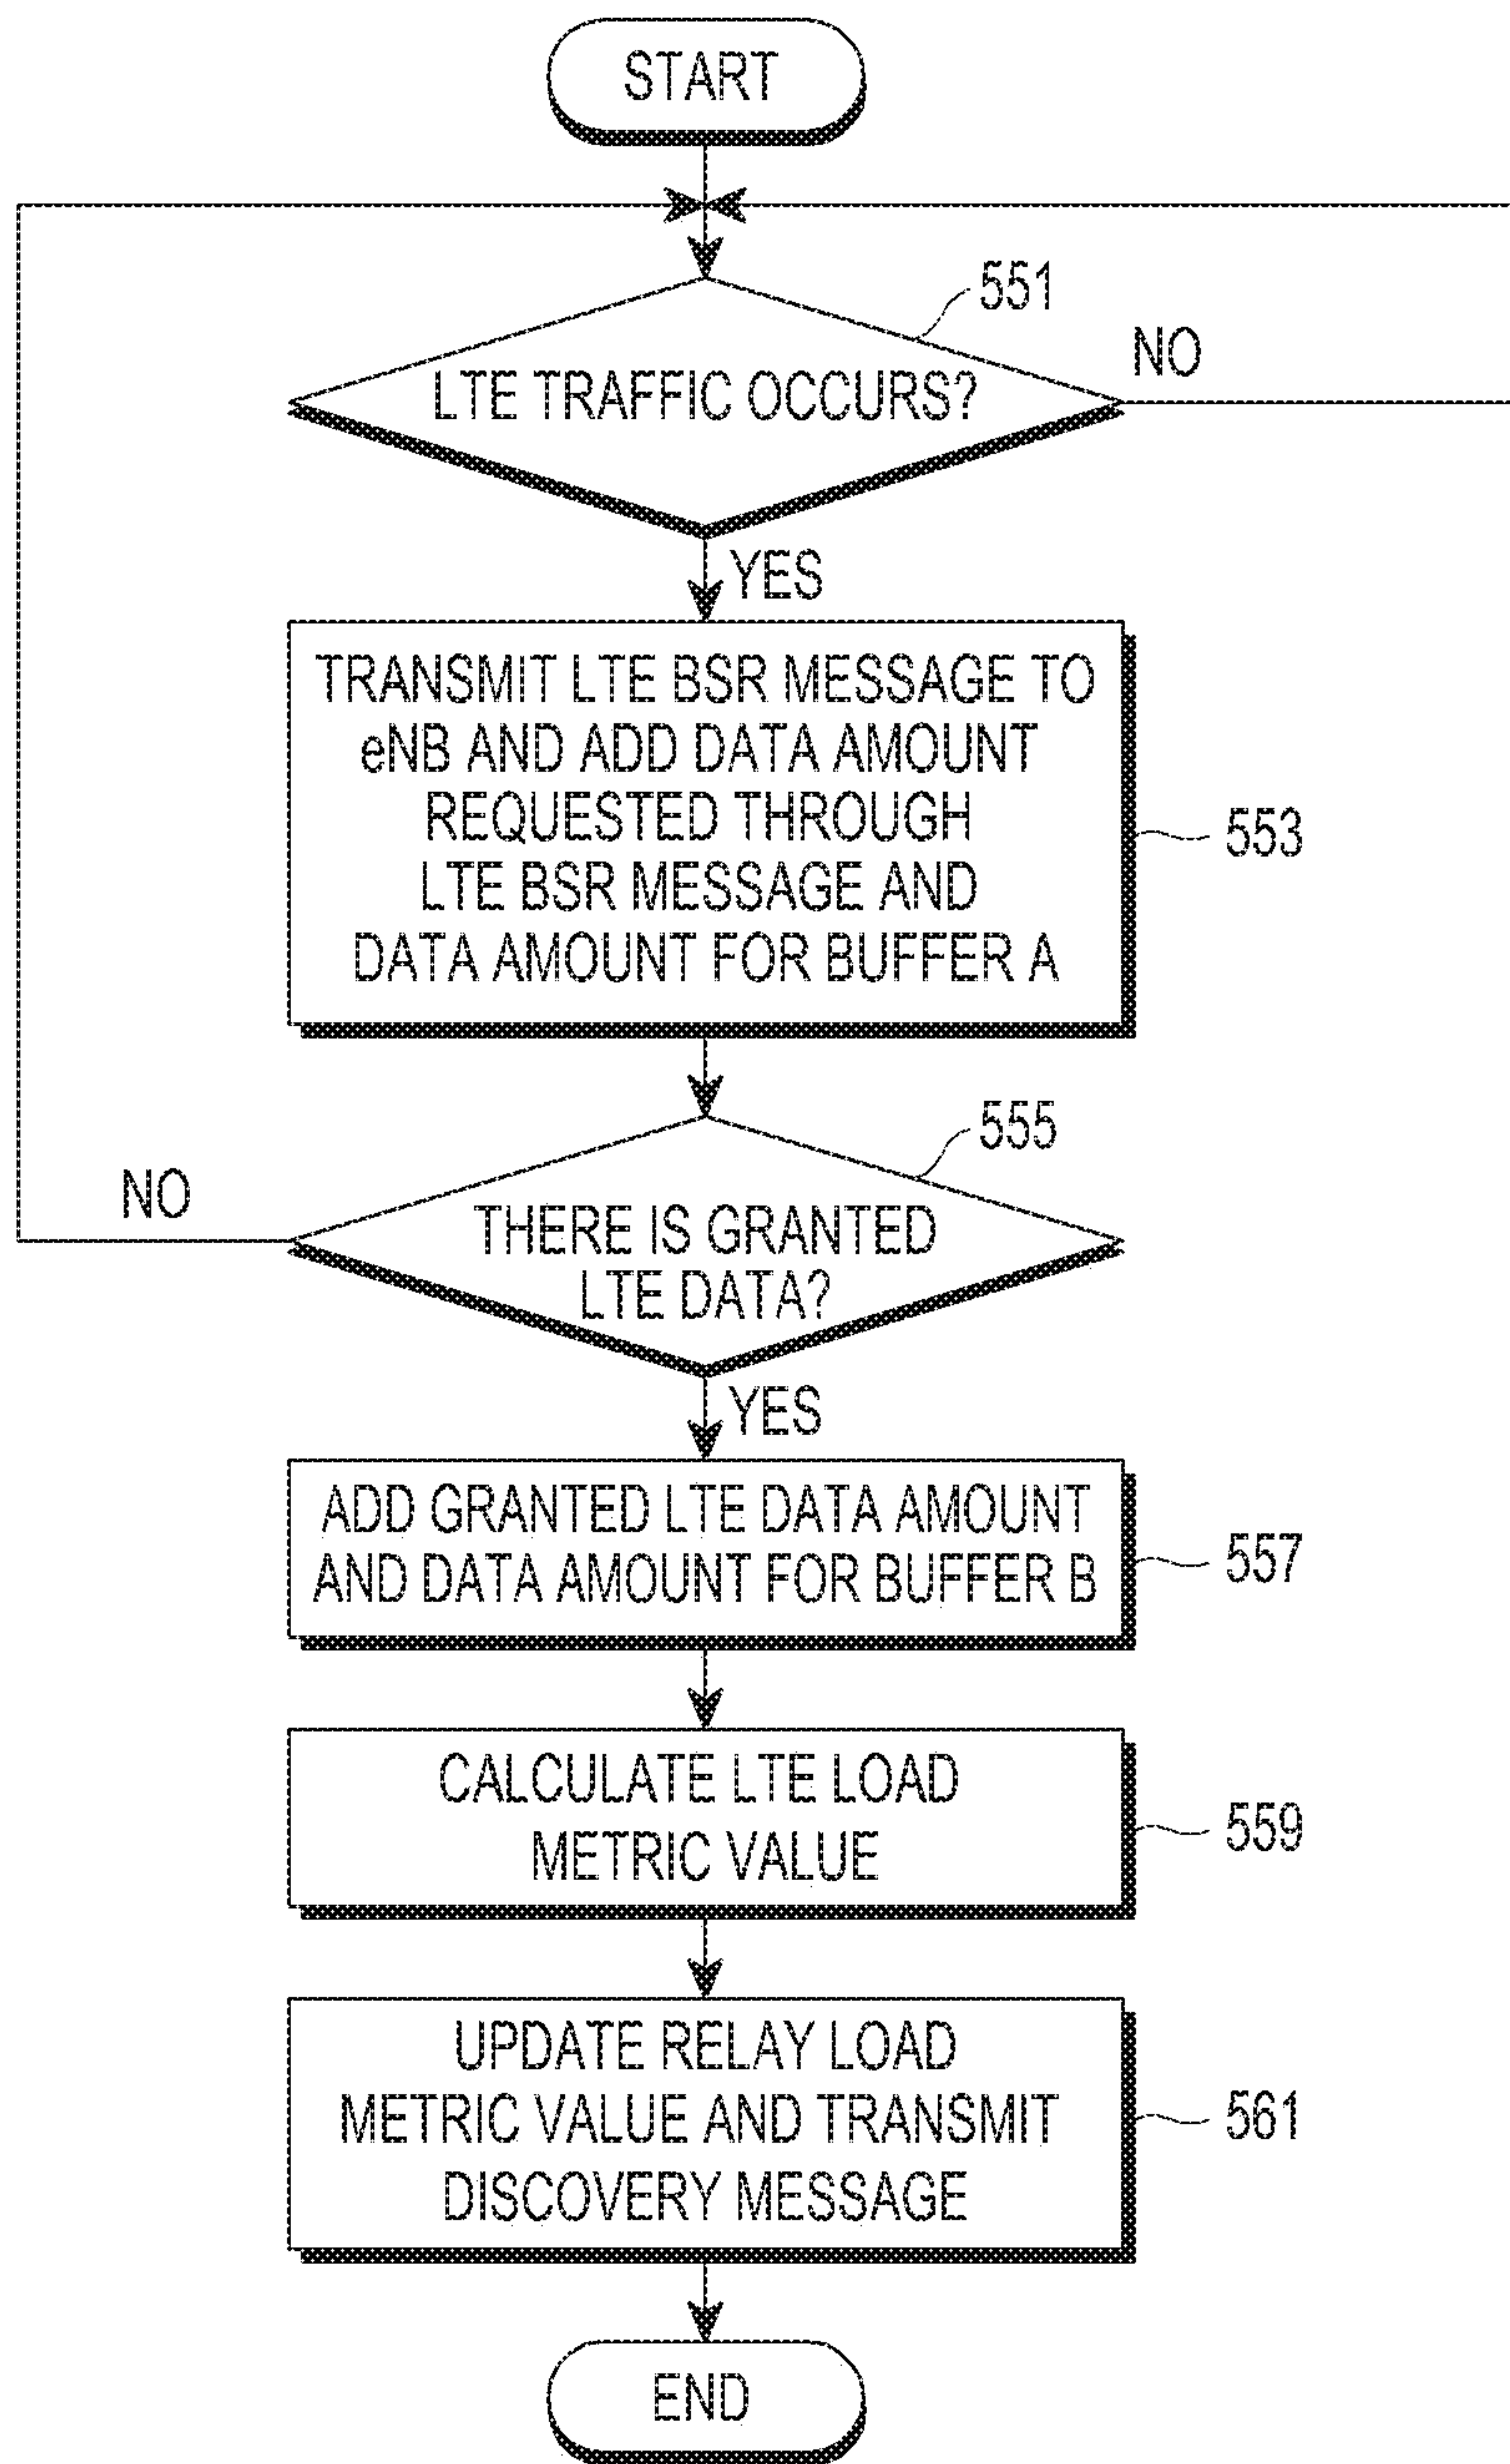 START
551
LTE TRAFFIC OCCURS?
NO
YES
TRANSMIT LTE BSR MESSAGE TO
eNB AND ADD DATA AMOUNT
REQUESTED THROUGH
LTE BSR MESSAGE AND
DATA AMOUNT FOR BUFFER A
553
555
NO
THERE IS GRANTED
LTE DATA?
YES
ADD GRANTED LTE DATA AMOUNT
AND DATA AMOUNT FOR BUFFER B
557
CALCULATE LTE LOAD
METRIC VALUE
559
UPDATE RELAY LOAD
METRIC VALUE AND TRANSMIT
DISCOVERY MESSAGE
561
END